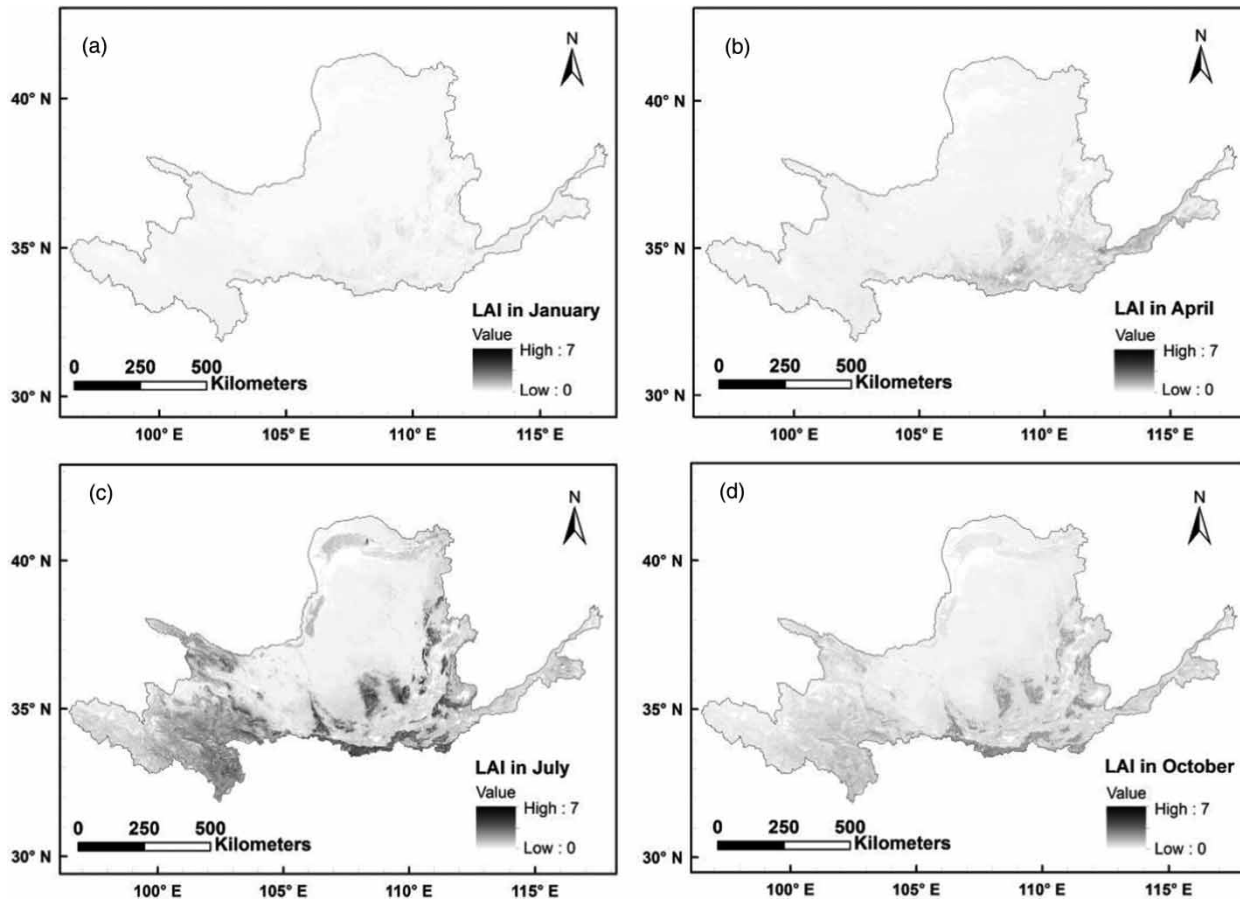 (a)
N
40° N
35° N
30° N
LAI in January
Value
High : 7
Low : 0
0 250 500
Kilometers
100° E 105° E 110° E 115° E
(b)
N
40° N
35° N
30° N
LAI in April
Value
High : 7
Low : 0
0 250 500
Kilometers
100° E 105° E 110° E 115° E
(c)
N
40° N
35° N
30° N
LAI in July
Value
High : 7
Low : 0
0 250 500
Kilometers
100° E 105° E 110° E 115° E
(d)
N
40° N
35° N
30° N
LAI in October
Value
High : 7
Low : 0
0 250 500
Kilometers
100° E 105° E 110° E 115° E